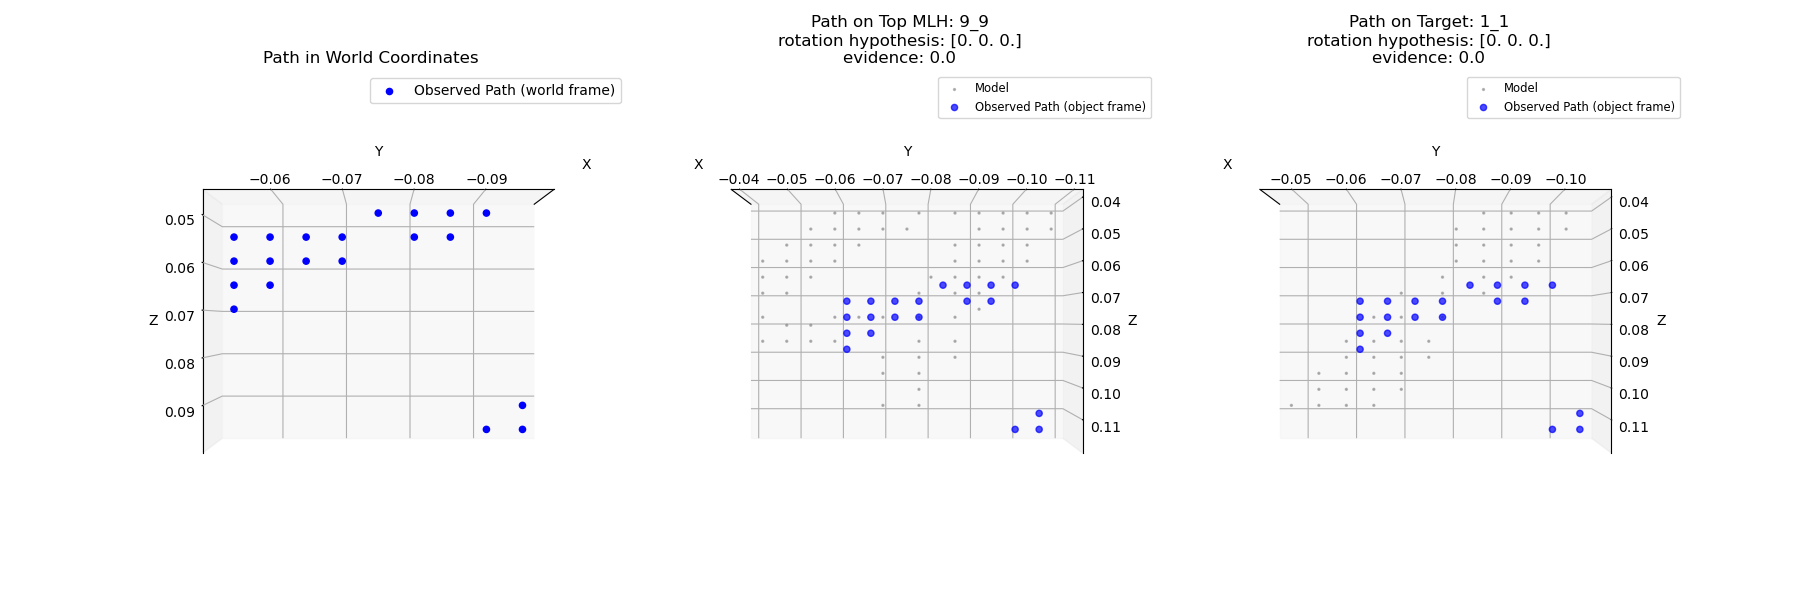 Path in World Coordinates
Observed Path (world frame)
Y
X
−0.06 −0.07 −0.08 −0.09
0.05
0.06
Z 0.07
0.08
0.09
Path on Top MLH: 9_9
rotation hypothesis: [0. 0. 0.]
evidence: 0.0
Model
Observed Path (object frame)
Y
X
−0.04 −0.05 −0.06 −0.07 −0.08 −0.09 −0.10 −0.11
0.04
0.05
0.06
0.07
Z
0.08
0.09
0.10
0.11
Path on Target: 1_1
rotation hypothesis: [0. 0. 0.]
evidence: 0.0
Model
Observed Path (object frame)
Y
X
−0.05 −0.06 −0.07 −0.08 −0.09 −0.10
0.04
0.05
0.06
0.07
Z
0.08
0.09
0.10
0.11